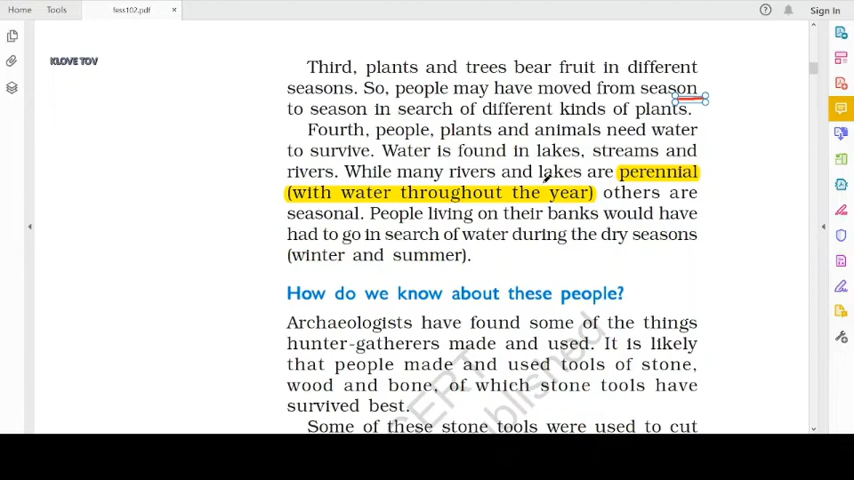 Home Tools fess102.pdf × Sign In
KLOVE TOV
Third, plants and trees bear fruit in different
seasons. So, people may have moved from season
to season in search of different kinds of plants.
Fourth, people, plants and animals need water
to survive. Water is found in lakes, streams and
rivers. While many rivers and lakes are perennial
(with water throughout the year) others are
seasonal. People living on their banks would have
had to go in search of water during the dry seasons
(winter and summer).
How do we know about these people?
Archaeologists have found some of the things
hunter-gatherers made and used. It is likely
that people made and used tools of stone,
wood and bone, of which stone tools have
survived best.
Some of these stone tools were used to cut